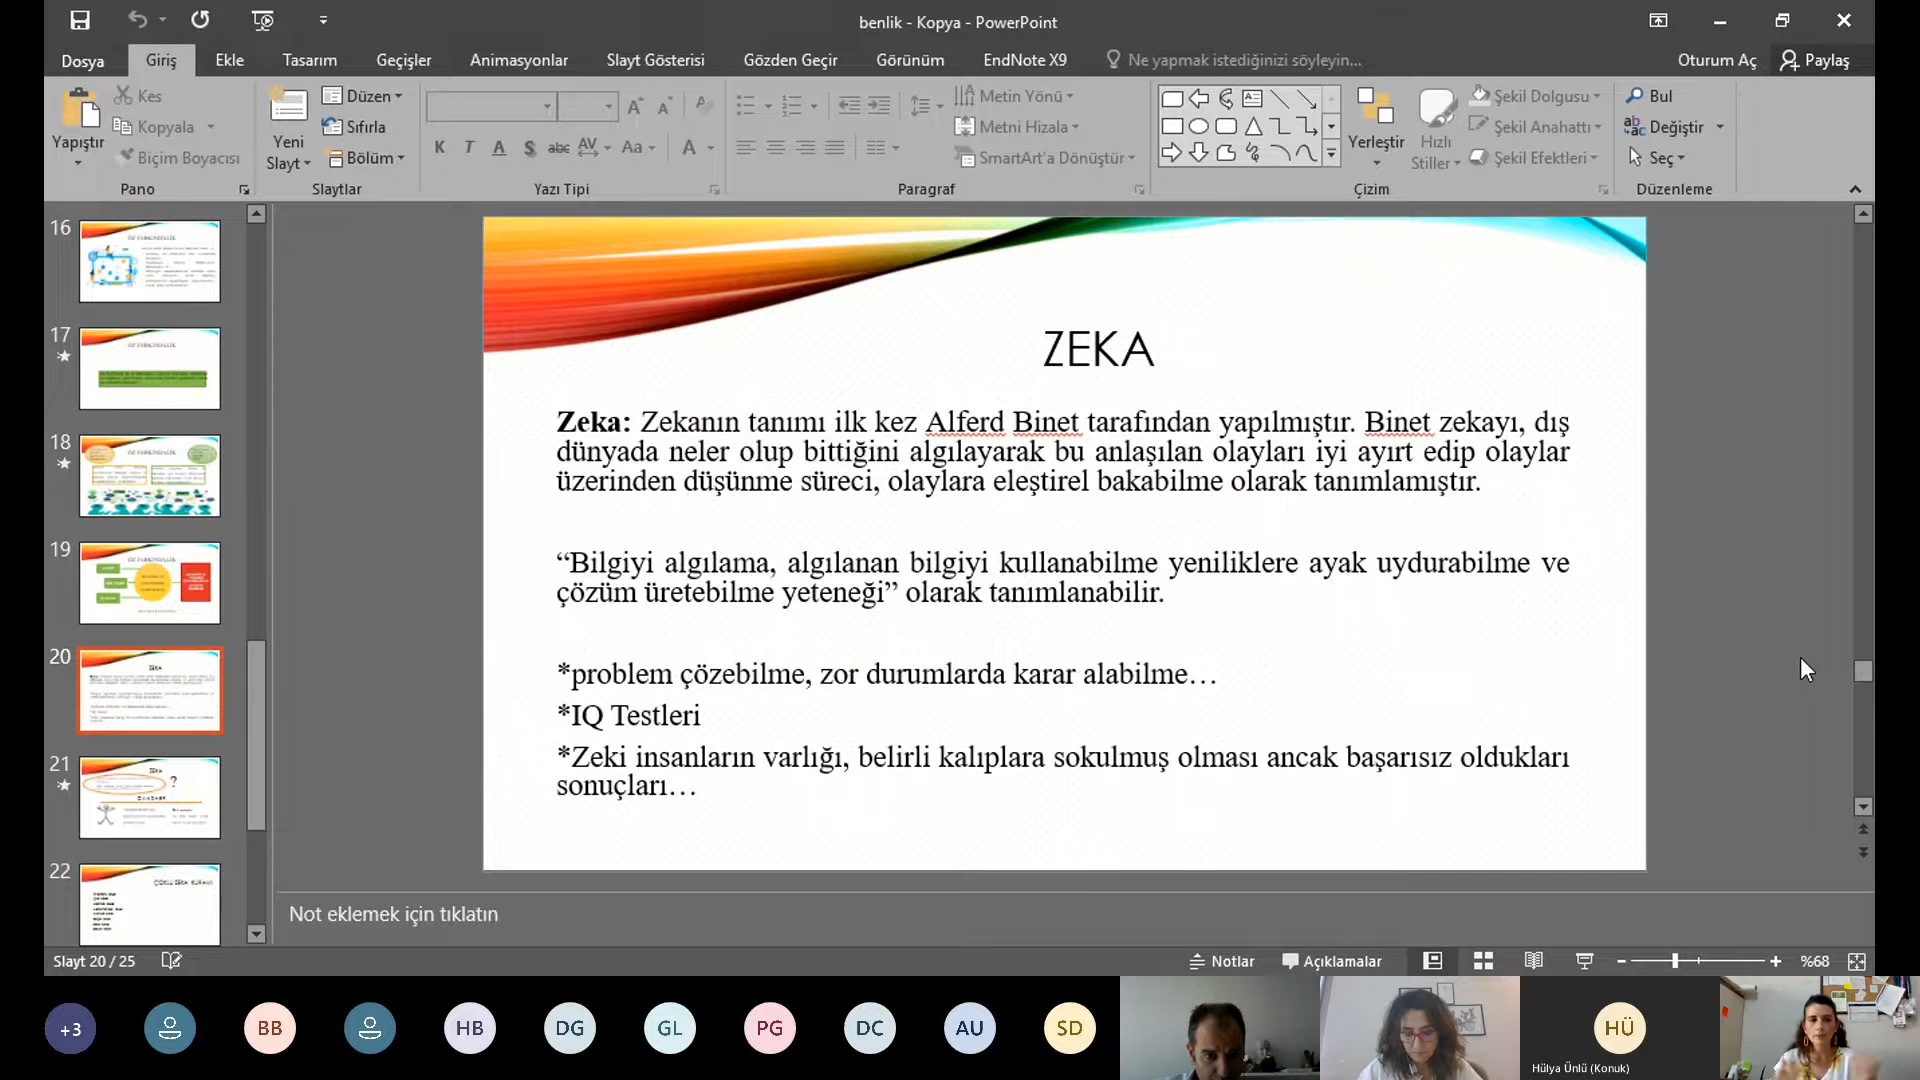 benlik - Kopya - PowerPoint
Dosya Giriş Ekle Tasarım Geçişler Animasyonlar Slayt Gösterisi Gözden Geçir Görünüm EndNote X9 Ne yapmak istediğinizi söyleyin... Oturum Aç Paylaş
Yapıştır
Kes
Kopyala
Biçim Boyacısı
Pano
Yeni
Slayt
Düzen
Sıfırla
Bölüm
Slaytlar
K T A S abc AV Aa A
Yazı Tipi
Metin Yönü
Metni Hizala
SmartArt'a Dönüştür
Paragraf
Yerleştir
Hızlı
Stiller
Şekil Dolgusu
Şekil Anahattı
Şekil Efektleri
Çizim
Bul
Değiştir
Seç
Düzenleme
16
17
18
19
20
ZEKA
21
ZEKA
?
22
ÇOKLU ZEKA KURAMI
ZEKA
Zeka: Zekanın tanımı ilk kez Alferd Binet tarafından yapılmıştır. Binet zekayı, dış
dünyada neler olup bittiğini algılayarak bu anlaşılan olayları iyi ayırt edip olaylar
üzerinden düşünme süreci, olaylara eleştirel bakabilme olarak tanımlamıştır.
“Bilgiyi algılama, algılanan bilgiyi kullanabilme yeniliklere ayak uydurabilme ve
çözüm üretebilme yeteneği” olarak tanımlanabilir.
*problem çözebilme, zor durumlarda karar alabilme…
*IQ Testleri
*Zeki insanların varlığı, belirli kalıplara sokulmuş olması ancak başarısız oldukları
sonuçları…
Not eklemek için tıklatın
Slayt 20 / 25 Notlar Açıklamalar %68
+3 BB HB DG GL PG DC AU SD HÜ
Hülya Ünlü (Konuk)